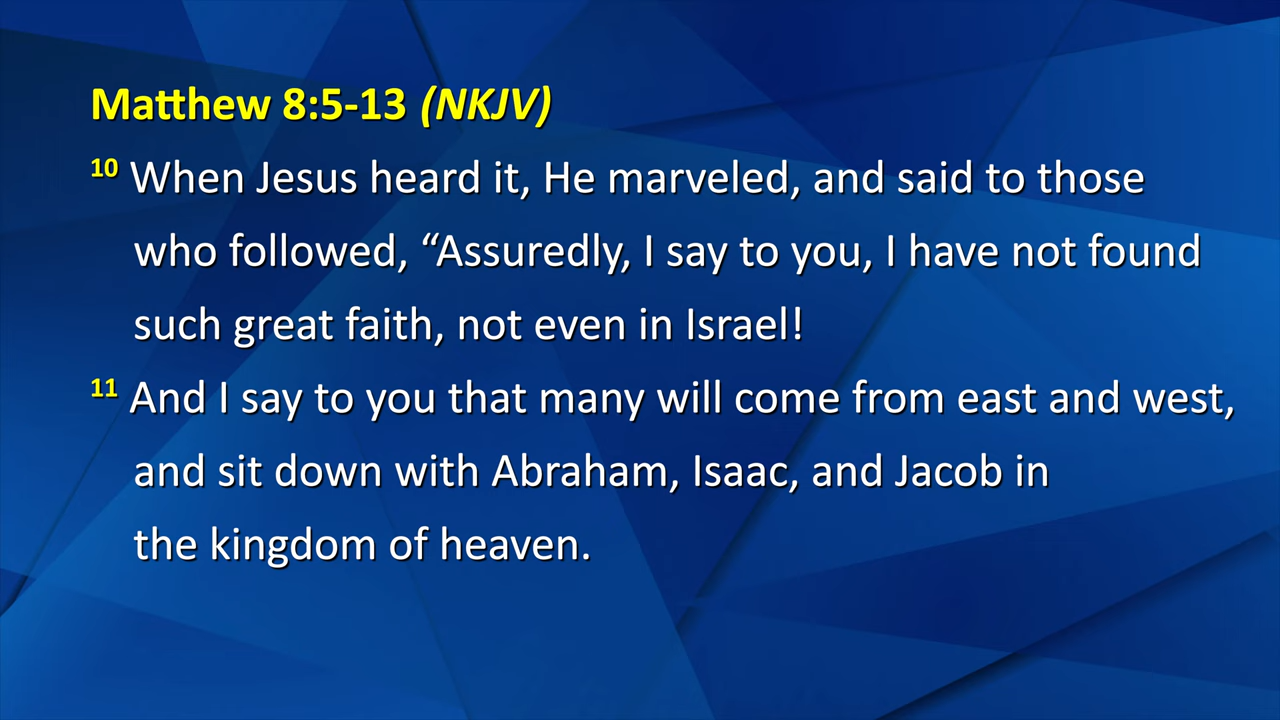 Matthew 8:5-13 (NKJV)
10 When Jesus heard it, He marveled, and said to those
who followed, “Assuredly, I say to you, I have not found
such great faith, not even in Israel!
11 And I say to you that many will come from east and west,
and sit down with Abraham, Isaac, and Jacob in
the kingdom of heaven.